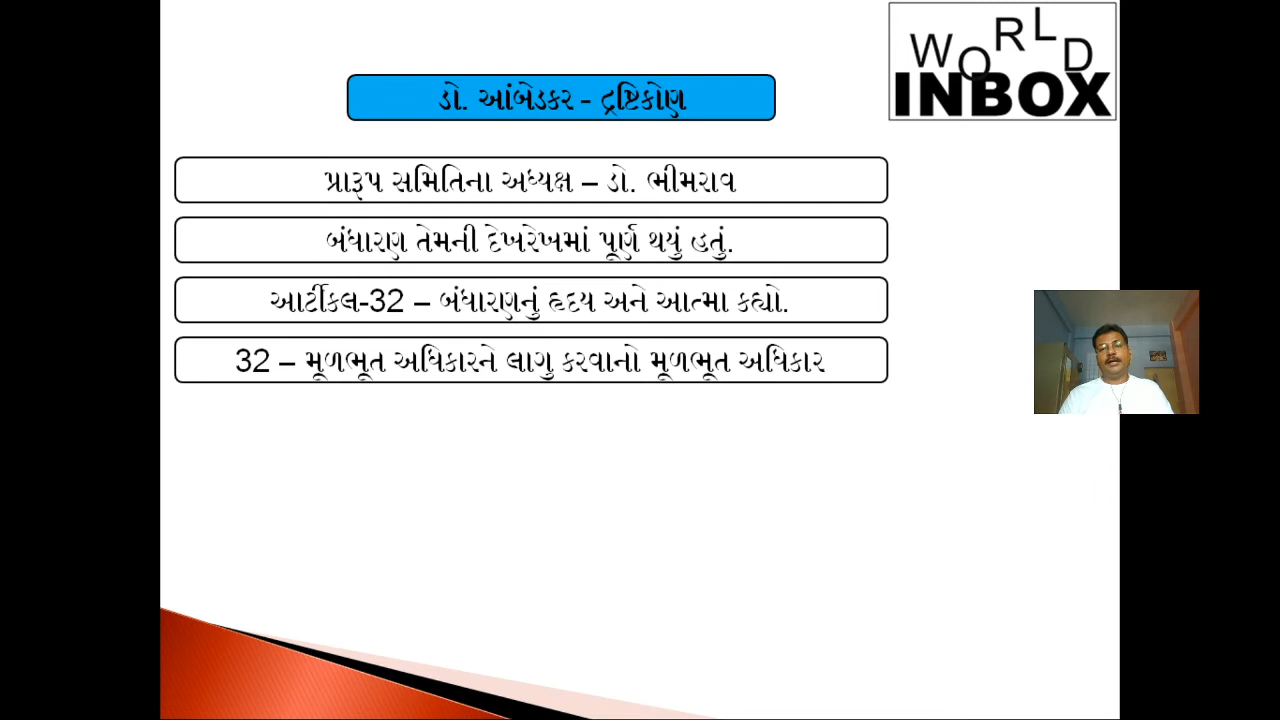 WORLD
INBOX
ડો. આંબેડકર - દ્રષ્ટિકોણ
પ્રારૂપ સમિતિના અધ્યક્ષ – ડો. ભીમરાવ
બંધારણ તેમની દેખરેખમાં પૂર્ણ થયું હતું.
આર્ટીકલ-32 – બંધારણનું હૃદય અને આત્મા કહ્યો.
32 – મૂળભૂત અધિકારને લાગુ કરવાનો મૂળભૂત અધિકાર